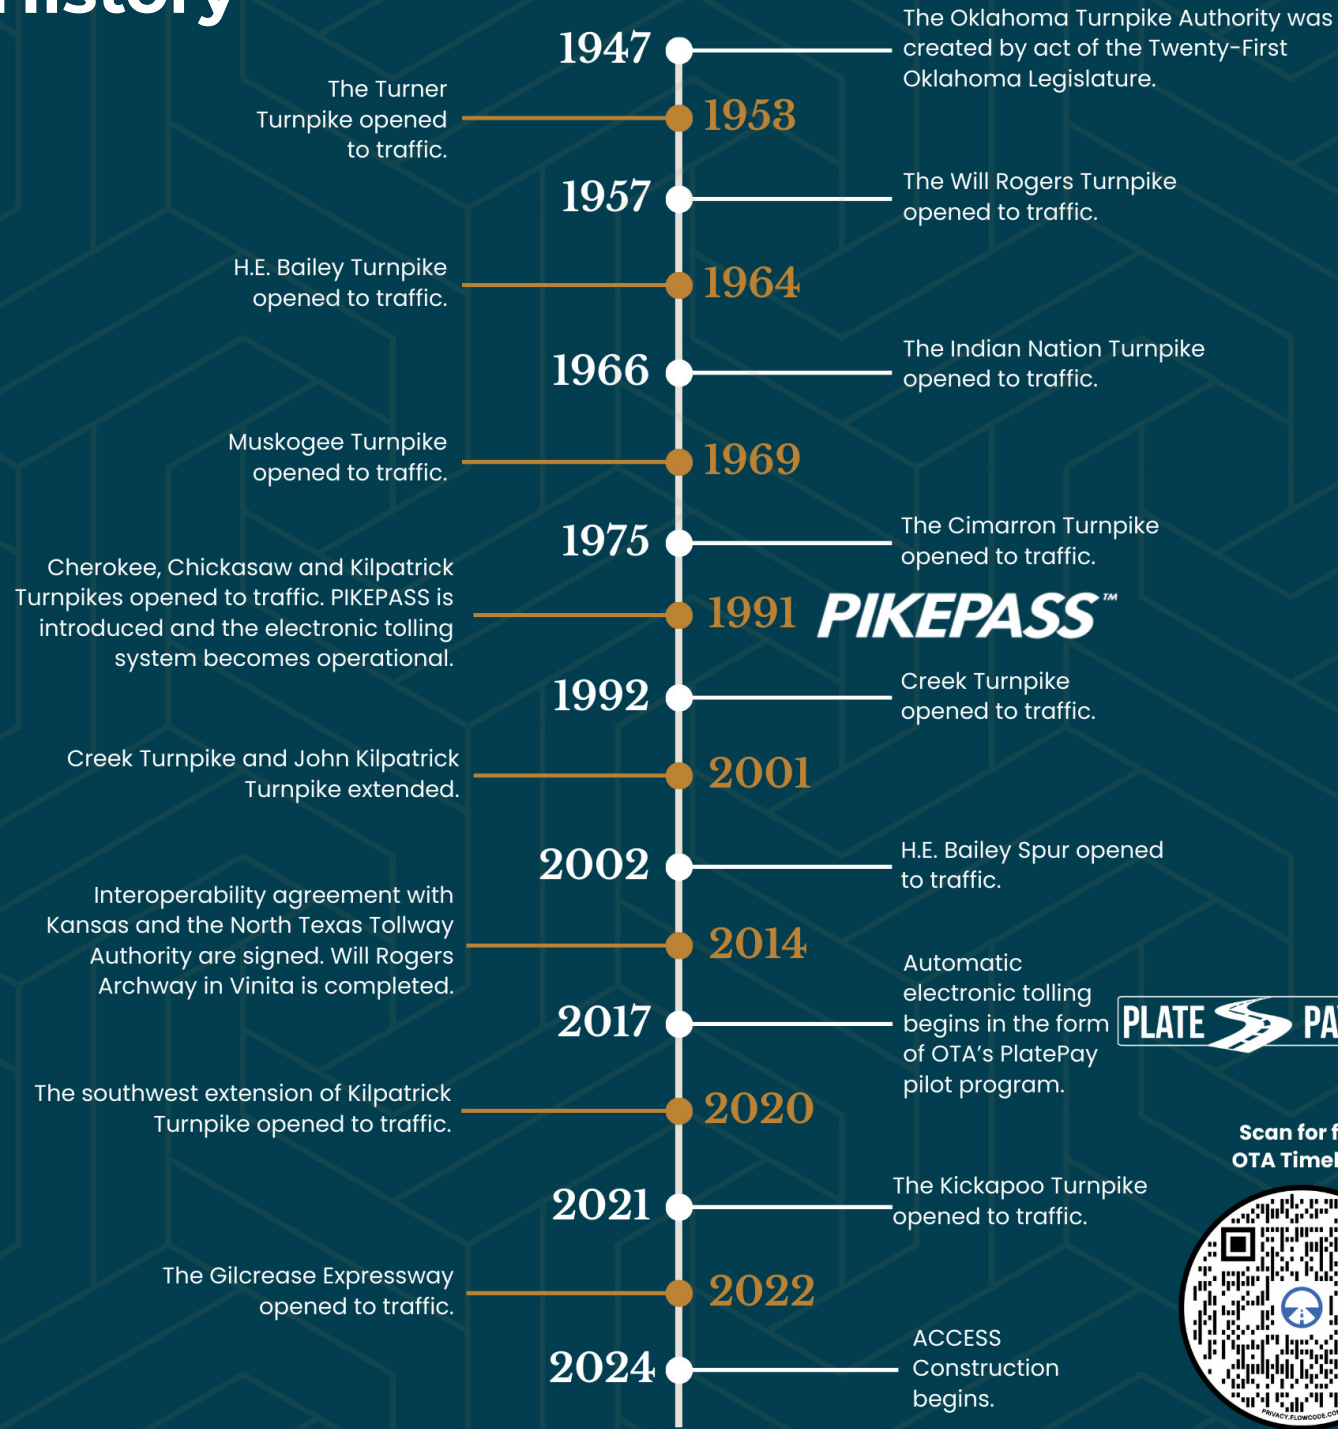 History
1947
The Oklahoma Turnpike Authority was
created by act of the Twenty-First
Oklahoma Legislature.
The Turner
Turnpike opened
to traffic.
1953
1957
The Will Rogers Turnpike
opened to traffic.
H.E. Bailey Turnpike
opened to traffic.
1964
1966
The Indian Nation Turnpike
opened to traffic.
Muskogee Turnpike
opened to traffic.
1969
1975
The Cimarron Turnpike
opened to traffic.
Cherokee, Chickasaw and Kilpatrick
Turnpikes opened to traffic. PIKEPASS is
introduced and the electronic tolling
system becomes operational.
1991
PIKEPASS™
1992
Creek Turnpike
opened to traffic.
Creek Turnpike and John Kilpatrick
Turnpike extended.
2001
2002
H.E. Bailey Spur opened
to traffic.
Interoperability agreement with
Kansas and the North Texas Tollway
Authority are signed. Will Rogers
Archway in Vinita is completed.
2014
2017
Automatic
electronic tolling
begins in the form
of OTA's PlatePay
pilot program.
PLATE PA
The southwest extension of Kilpatrick
Turnpike opened to traffic.
2020
Scan for f
OTA Timel
2021
The Kickapoo Turnpike
opened to traffic.
The Gilcrease Expressway
opened to traffic.
2022
2024
ACCESS
Construction
begins.
PRIVACY.FLOWCODE.CO